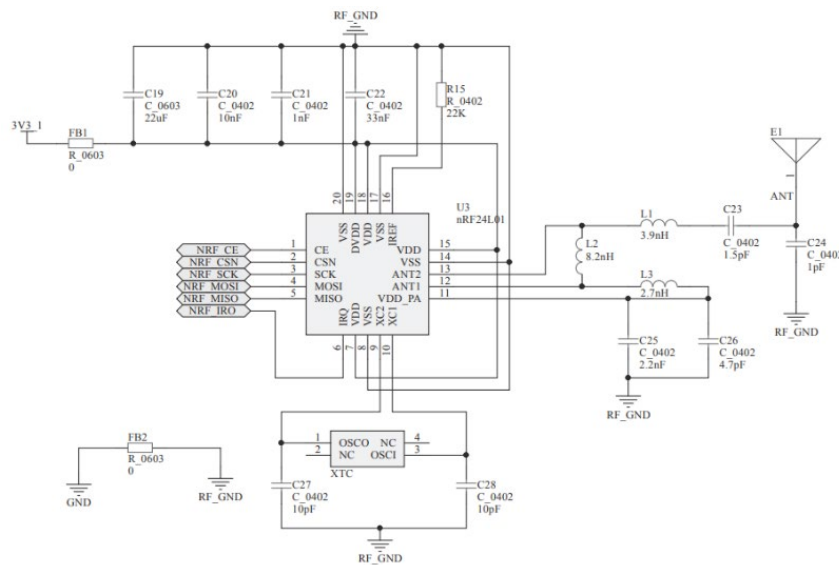 RF_GND
C19
C_0603
22uF
C20
C_0402
10nF
C21
C_0402
1nF
C22
C_0402
33nF
R15
R_0402
22K
3V3_1
FB1
R_0603
0
E1
1
ANT
20
19
18
17
16
VSS
DVDD
VDD
VSS
IREF
U3
nRF24L01
NRF_CE
1
CE
VDD
15
NRF_CSN
2
CSN
VSS
14
NRF_SCK
3
SCK
ANT2
13
NRF_MOSI
4
MOSI
ANT1
12
NRF_MISO
5
MISO
VDD_PA
11
NRF_IRO
IRQ
VDD
VSS
XC2
XC1
6
7
8
9
10
L1
3.9nH
C23
C_0402
1.5pF
L2
8.2nH
C24
C_0402
1pF
L3
2.7nH
RF_GND
C25
C_0402
2.2nF
C26
C_0402
4.7pF
RF_GND
FB2
R_0603
0
GND
RF_GND
1
OSCO
NC
4
2
NC
OSCI
3
XTC
C27
C_0402
10pF
C28
C_0402
10pF
RF_GND